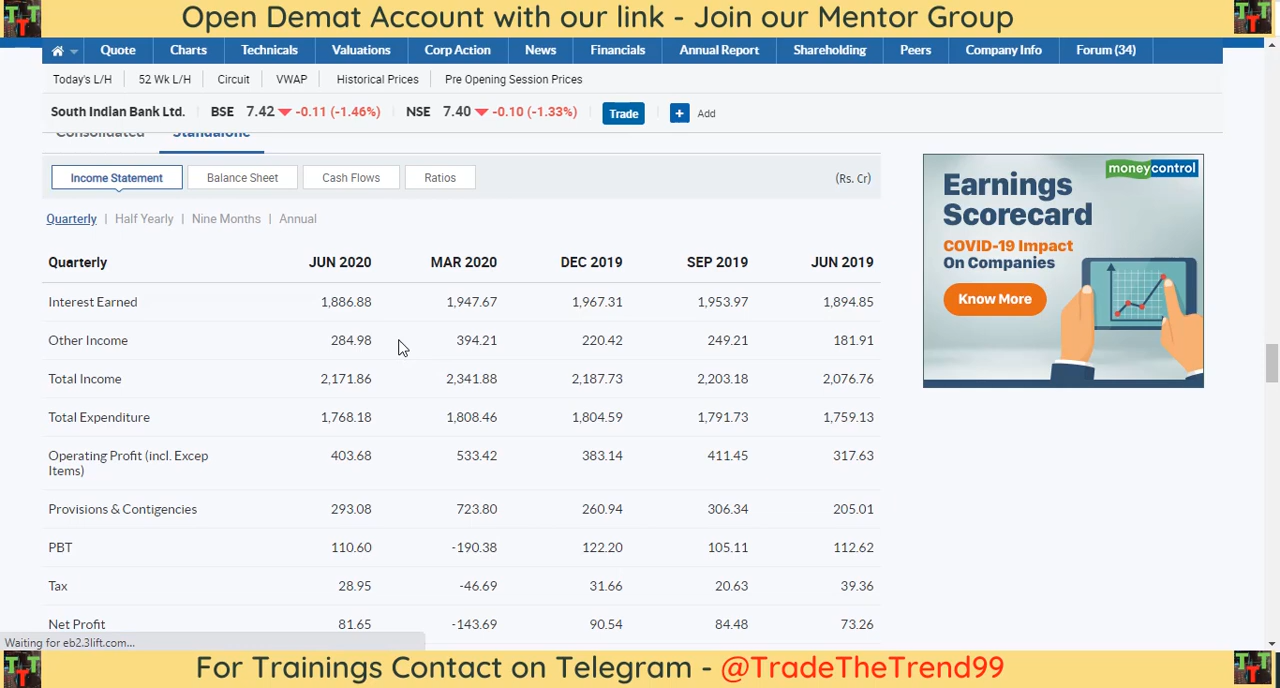 Open Demat Account with our link - Join our Mentor Group
Quote Charts Technicals Valuations Corp Action News Financials Annual Report Shareholding Peers Company Info Forum (34)
Today's L/H | 52 Wk L/H | Circuit | VWAP | Historical Prices | Pre Opening Session Prices
South Indian Bank Ltd. BSE 7.42 -0.11 (-1.46%) NSE 7.40 -0.10 (-1.33%) Trade + Add
Consolidated Standalone
Income Statement Balance Sheet Cash Flows Ratios (Rs. Cr)
Quarterly | Half Yearly | Nine Months | Annual
Quarterly JUN 2020 MAR 2020 DEC 2019 SEP 2019 JUN 2019
Interest Earned 1,886.88 1,947.67 1,967.31 1,953.97 1,894.85
Other Income 284.98 394.21 220.42 249.21 181.91
Total Income 2,171.86 2,341.88 2,187.73 2,203.18 2,076.76
Total Expenditure 1,768.18 1,808.46 1,804.59 1,791.73 1,759.13
Operating Profit (incl. Excep
Items) 403.68 533.42 383.14 411.45 317.63
Provisions & Contigencies 293.08 723.80 260.94 306.34 205.01
PBT 110.60 -190.38 122.20 105.11 112.62
Tax 28.95 -46.69 31.66 20.63 39.36
Net Profit 81.65 -143.69 90.54 84.48 73.26
moneycontrol
Earnings
Scorecard
COVID-19 Impact
On Companies
Know More
Waiting for eb2.3lift.com...
For Trainings Contact on Telegram - @TradeTheTrend99